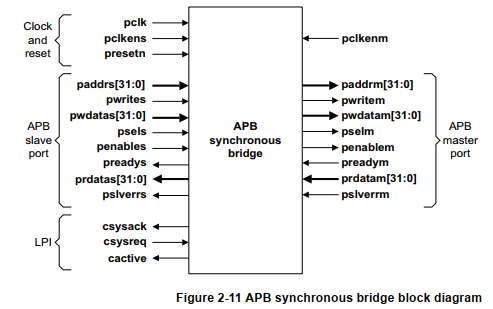 Clock
and
reset
pclk
pclkens
presetn
pclkenm
APB
slave
port
paddrs[31:0]
pwrites
pwdatas[31:0]
psels
penables
preadys
prdatas[31:0]
pslverrs
APB
synchronous
bridge
paddrm[31:0]
pwritem
pwdatam[31:0]
pselm
penablem
preadym
prdatam[31:0]
pslverrm
APB
master
port
LPI
csysack
csysreq
cactive
Figure 2-11 APB synchronous bridge block diagram